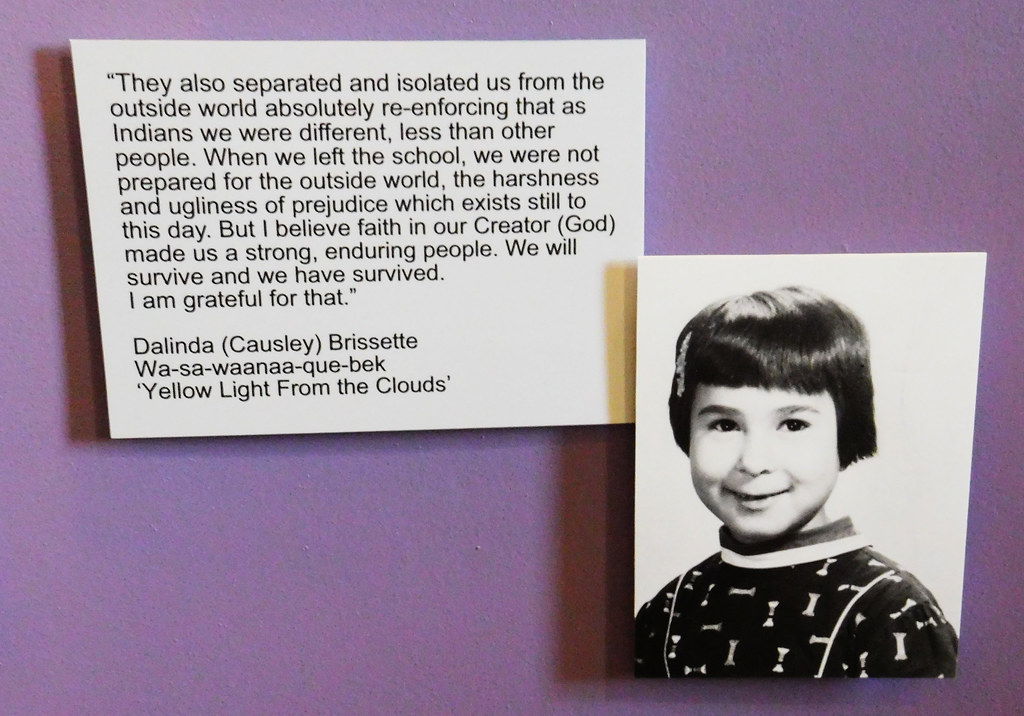 “They also separated and isolated us from the
outside world absolutely re-enforcing that as
Indians we were different, less than other
people. When we left the school, we were not
prepared for the outside world, the harshness
and ugliness of prejudice which exists still to
this day. But I believe faith in our Creator (God)
made us a strong, enduring people. We will
survive and we have survived.
I am grateful for that.”
Dalinda (Causley) Brissette
Wa-sa-waanaa-que-bek
‘Yellow Light From the Clouds’